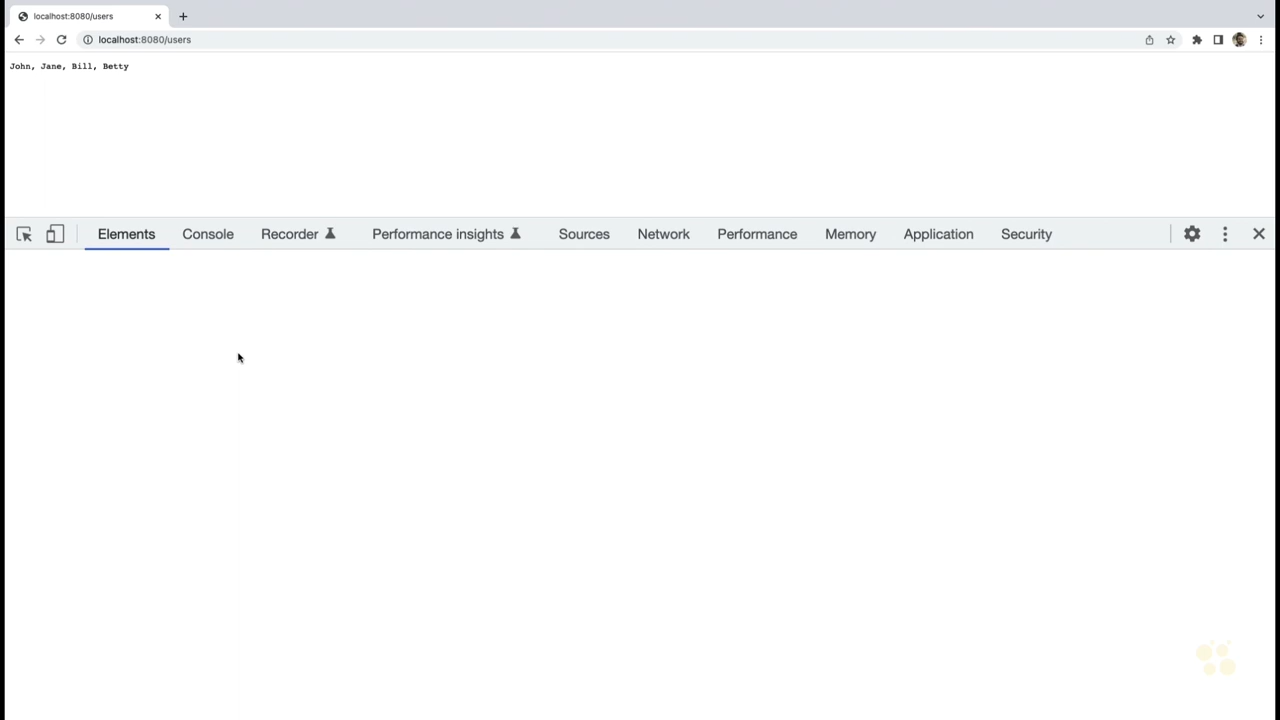 localhost:8080/users
localhost:8080/users
John, Jane, Bill, Betty
Elements Console Recorder Performance insights Sources Network Performance Memory Application Security